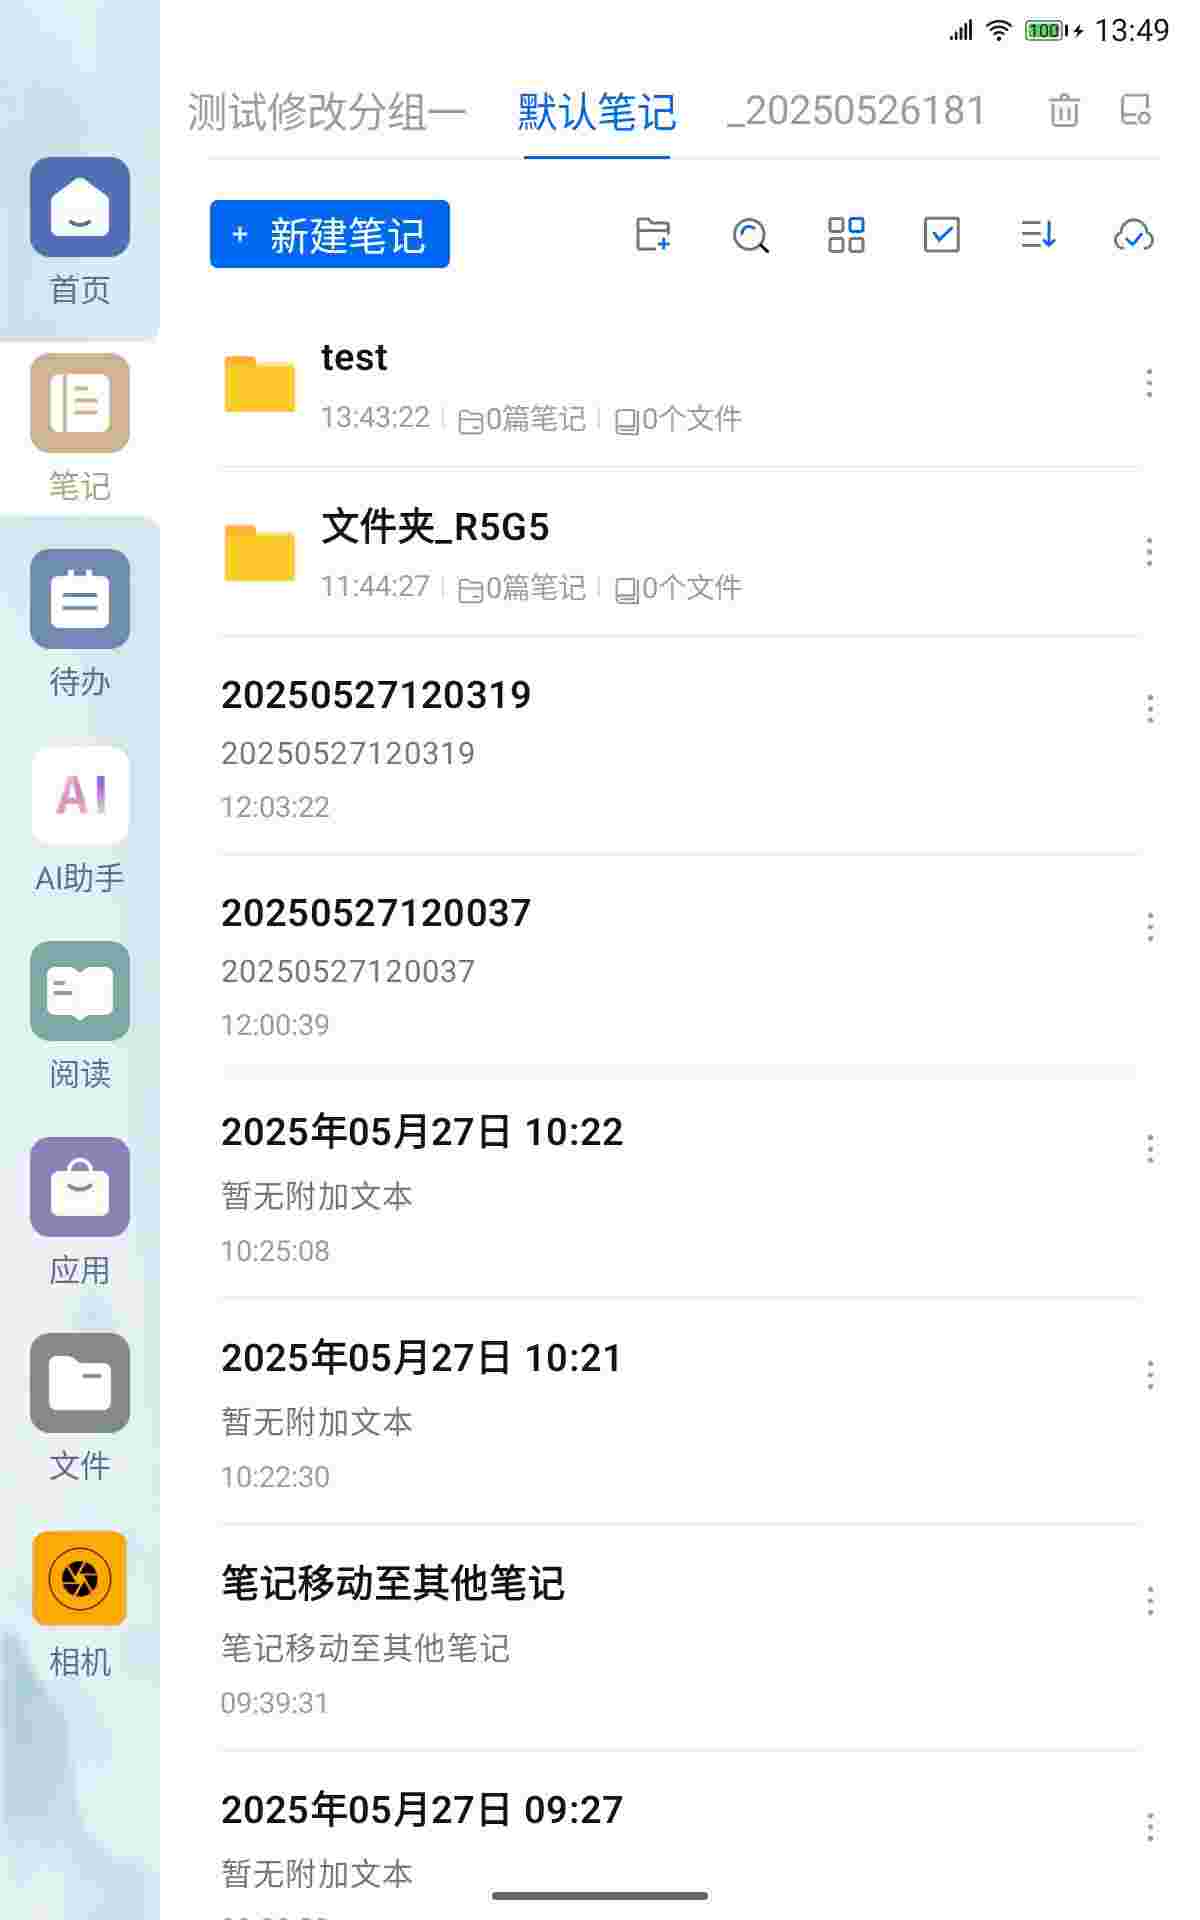 100 13:49
测试修改分组一 默认笔记 _20250526181
+ 新建笔记
首页
笔记
待办
AI
AI助手
阅读
应用
文件
相机
test
13:43:22 0篇笔记 0个文件
文件夹_R5G5
11:44:27 0篇笔记 0个文件
20250527120319
20250527120319
12:03:22
20250527120037
20250527120037
12:00:39
2025年05月27日 10:22
暂无附加文本
10:25:08
2025年05月27日 10:21
暂无附加文本
10:22:30
笔记移动至其他笔记
笔记移动至其他笔记
09:39:31
2025年05月27日 09:27
暂无附加文本